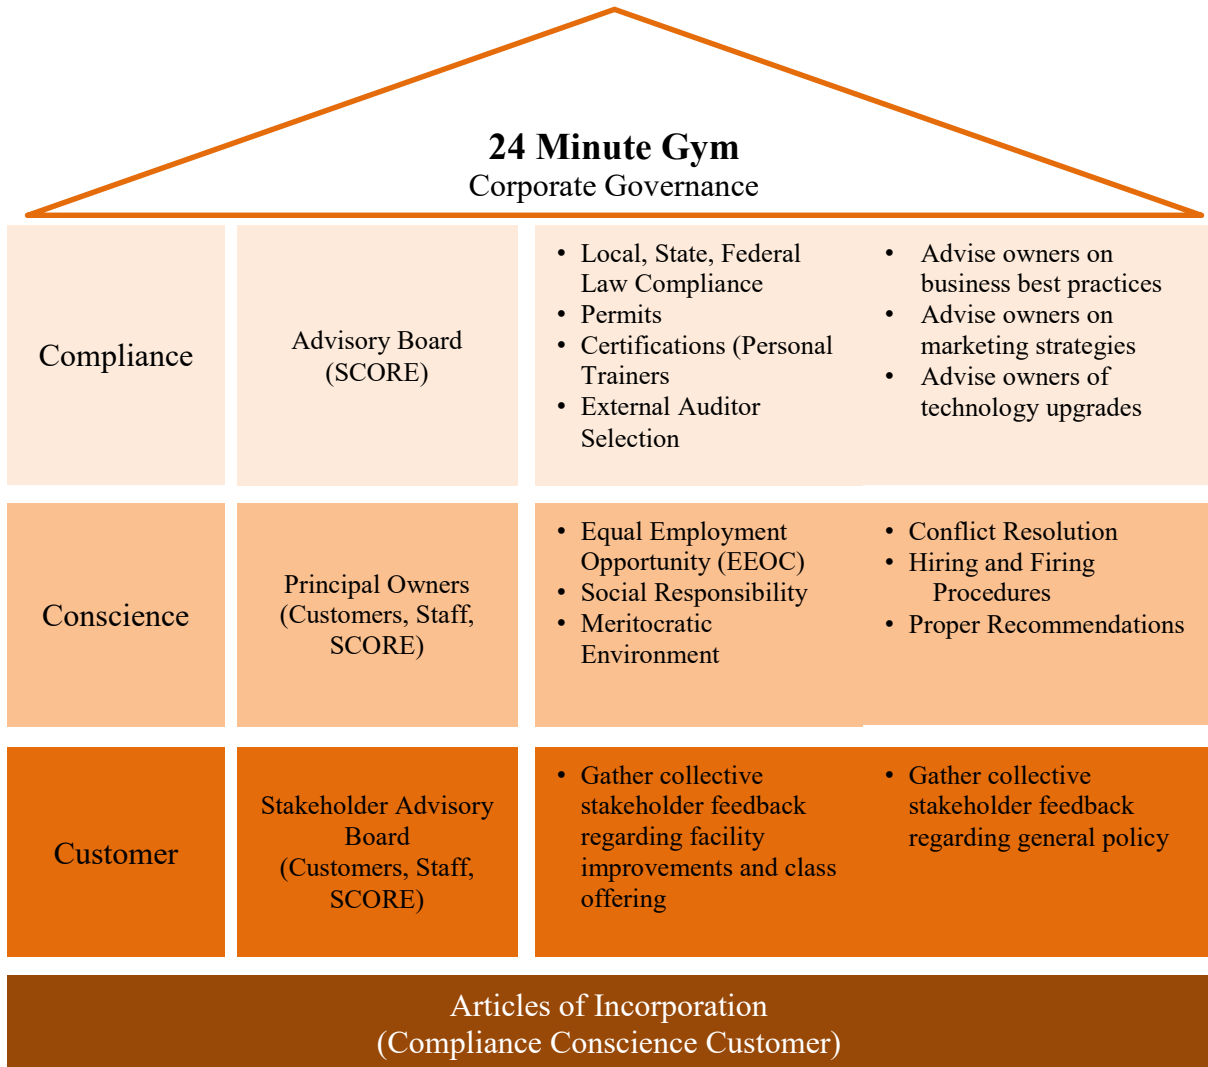 24 Minute Gym
Corporate Governance
Compliance
Advisory Board
(SCORE)
• Local, State, Federal
Law Compliance
• Permits
• Certifications (Personal
Trainers
• External Auditor
Selection
• Advise owners on
business best practices
• Advise owners on
marketing strategies
• Advise owners of
technology upgrades
Conscience
Principal Owners
(Customers, Staff,
SCORE)
• Equal Employment
Opportunity (EEOC)
• Social Responsibility
• Meritocratic
Environment
• Conflict Resolution
• Hiring and Firing
Procedures
• Proper Recommendations
Customer
Stakeholder Advisory
Board
(Customers, Staff,
SCORE)
• Gather collective
stakeholder feedback
regarding facility
improvements and class
offering
• Gather collective
stakeholder feedback
regarding general policy
Articles of Incorporation
(Compliance Conscience Customer)